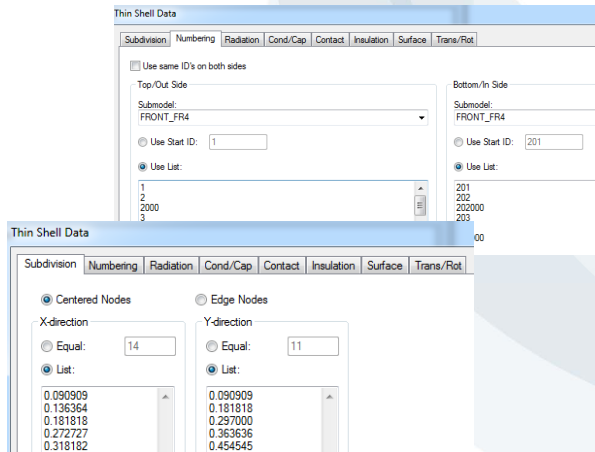 Thin Shell Data
Subdivision Numbering Radiation Cond/Cap Contact Insulation Surface Trans/Rot
Use same ID's on both sides
Top/Out Side Bottom/In Side
Submodel: Submodel:
FRONT_FR4 FRONT_FR4
Use Start ID: 1 Use Start ID: 201
Use List: Use List:
1 201
2 202
2000 202000
3 203
Thin Shell Data
Subdivision Numbering Radiation Cond/Cap Contact Insulation Surface Trans/Rot
Centered Nodes Edge Nodes
X-direction Y-direction
Equal: 14 Equal: 11
List: List:
0.090909 0.090909
0.136364 0.181818
0.181818 0.297000
0.272727 0.363636
0.318182 0.454545